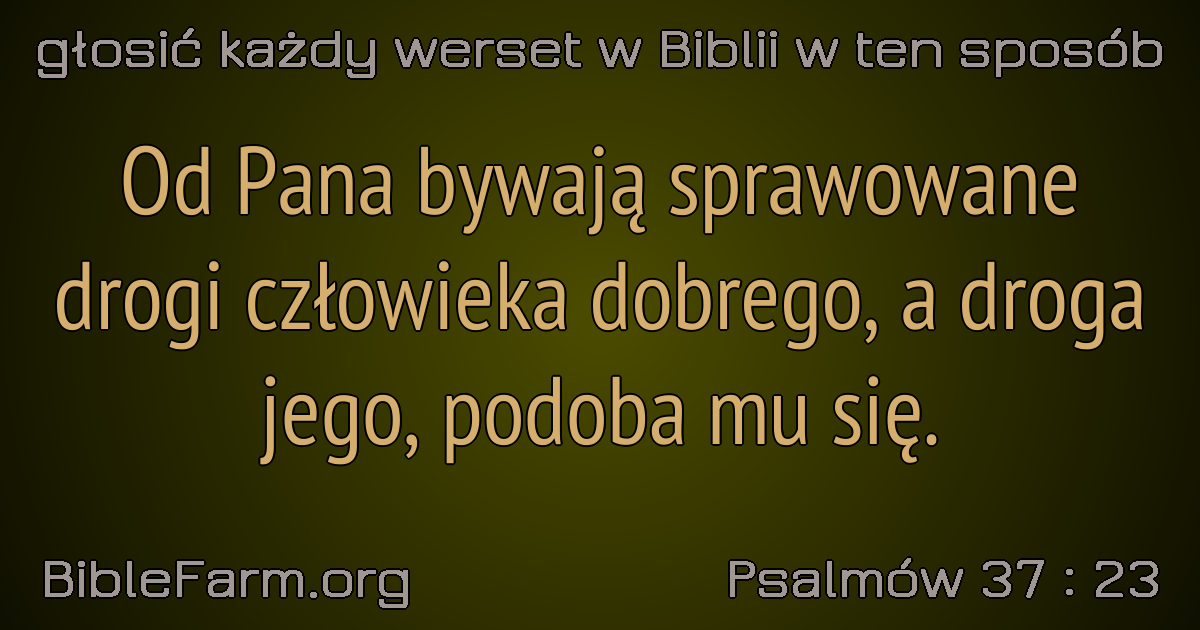 głosić każdy werset w Biblii w ten sposób
Od Pana bywają sprawowane
drogi człowieka dobrego, a droga
jego, podoba mu się.
BibleFarm.org
Psalmów 37 : 23